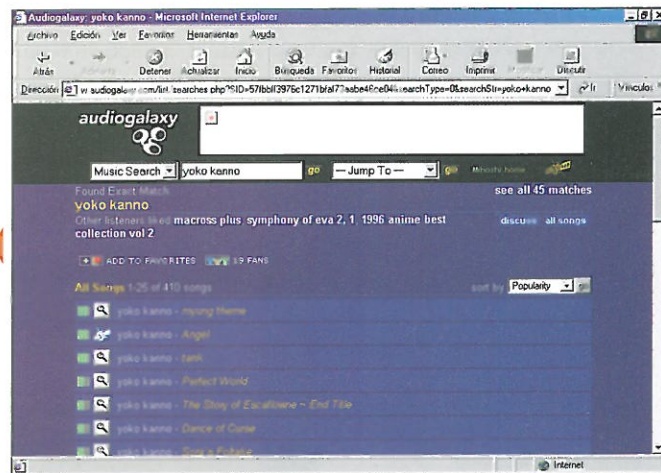 Audiogalaxy: yoko kanno - Microsoft Internet Explorer
Archivo Edición Ver Favoritos Herramientas Ayuda
Atrás Detener Actualizar Inicio Búsqueda Favoritos Historial Correo Imprimir Discutir
Dirección Ir Vínculos
audiogalaxy
Music Search yoko kanno go -- Jump To -- go
Found Exact Match see all 45 matches
yoko kanno
Other listeners liked macross plus, symphony of eva 2, 1, 1996 anime best discuss all songs
collection vol 2
ADD TO FAVORITES 19 FANS
All Songs 1-25 of 410 songs sort by Popularity
yoko kanno - myung theme
yoko kanno - Angel
yoko kanno - tank
yoko kanno - Perfect World
yoko kanno - The Story of Escaflowne ~ End Title
yoko kanno - Dance of Curse
yoko kanno -
Internet